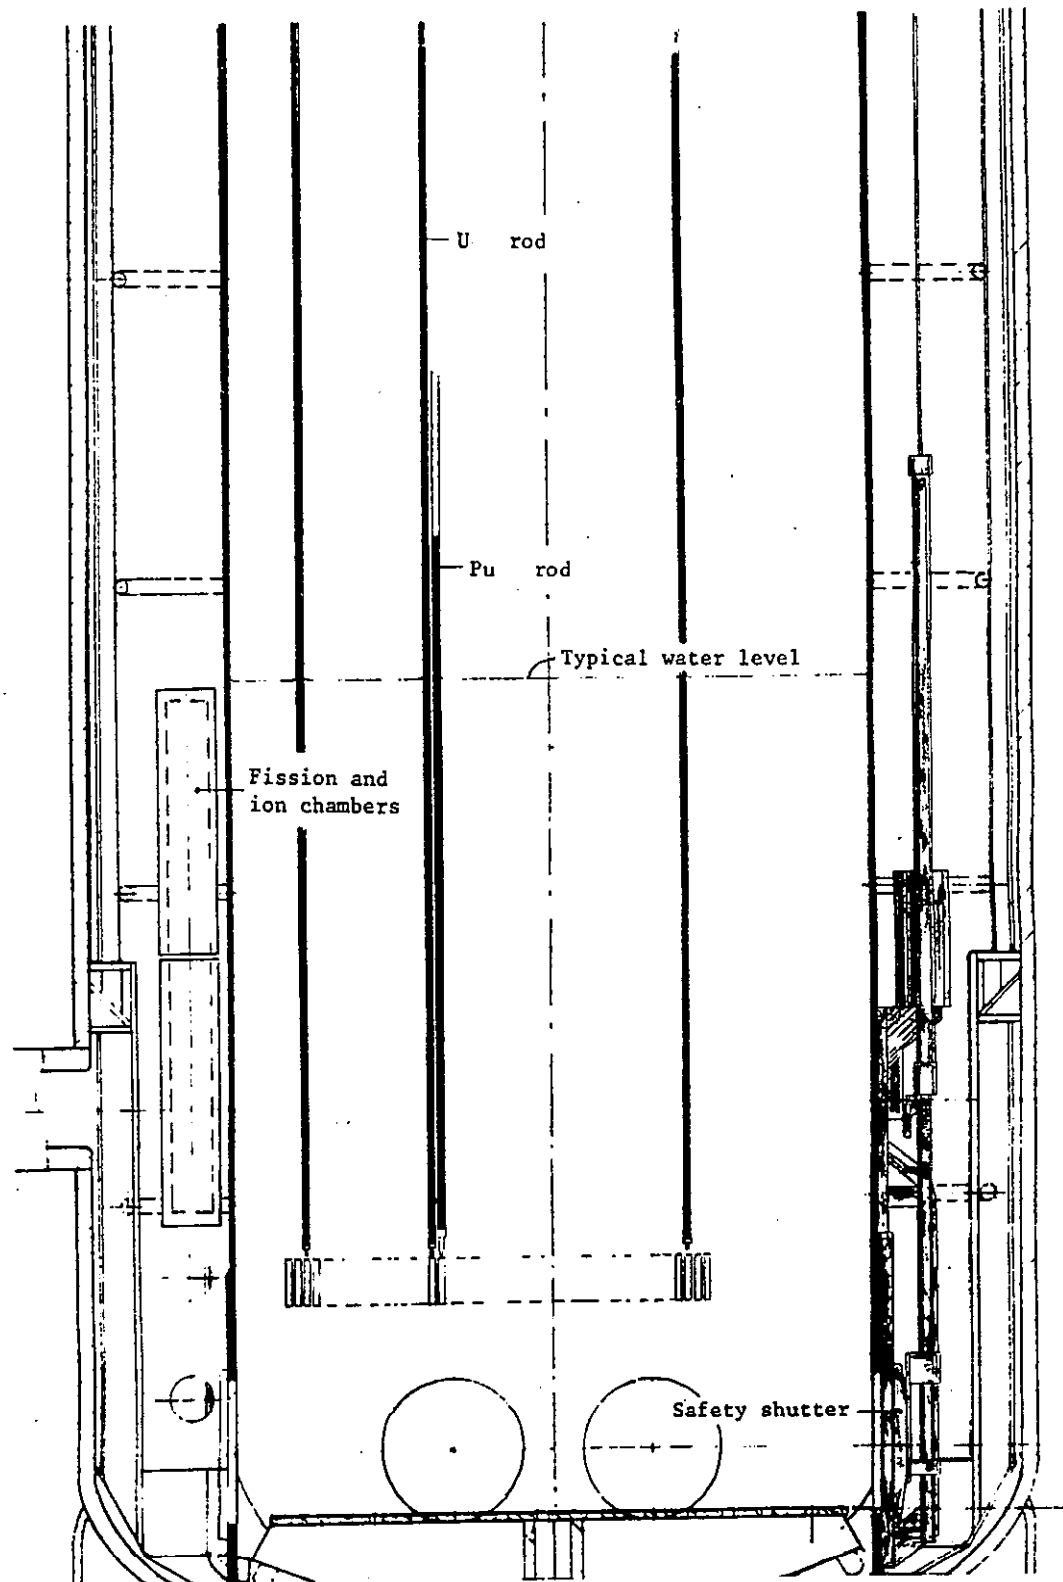 U rod
Pu rod
Typical water level
Fission and
ion chambers
Safety shutter